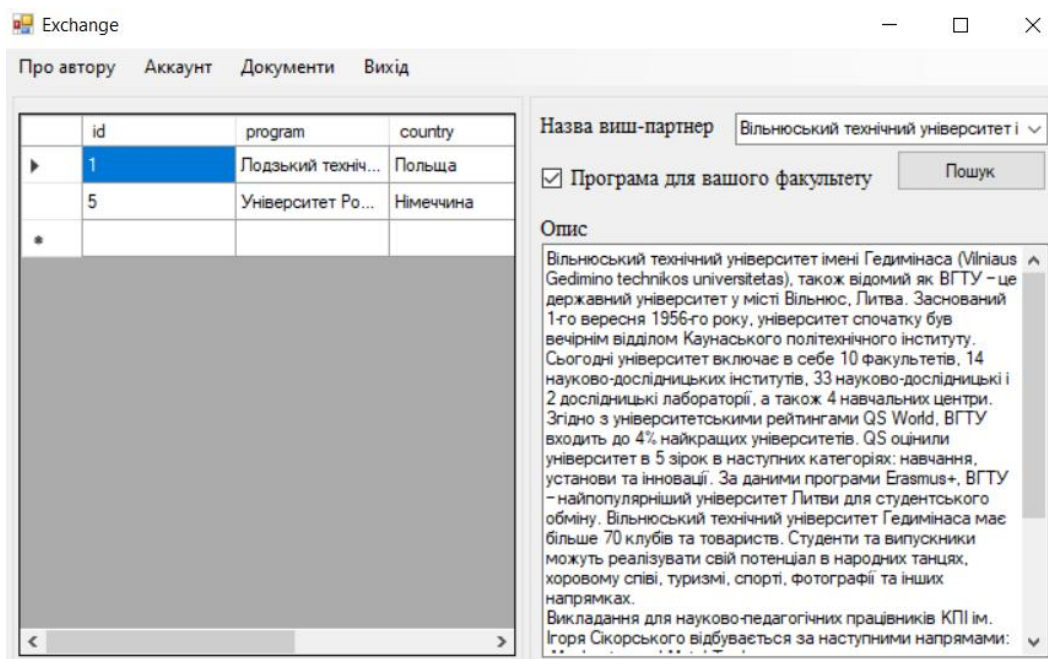 Exchange
Про автору Аккаунт Документи Вихід
id program country
1 Лодзький техніч... Польща
5 Університет Ро... Німеччина
Назва виш-партнер Вільнюський технічний університет і
Програма для вашого факультету Пошук
Опис
Вільнюський технічний університет імені Гедимінаса (Vilniaus
Gedimino technikos universitetas), також відомий як ВГТУ – це
державний університет у місті Вільнюс, Литва. Заснований
1-го вересня 1956-го року, університет спочатку був
вечірнім відділом Каунаського політехнічного інституту.
Сьогодні університет включає в себе 10 факультетів, 14
науково-дослідницьких інститутів, 33 науково-дослідницькі і
2 дослідницькі лабораторії, а також 4 навчальних центри.
Згідно з університетськими рейтингами QS World, ВГТУ
входить до 4% найкращих університетів. QS оцінили
університет в 5 зірок в наступних категоріях: навчання,
установи та інновації. За даними програми Erasmus+, ВГТУ
– найпопулярніший університет Литви для студентського
обміну. Вільнюський технічний університет Гедимінаса має
більше 70 клубів та товариств. Студенти та випускники
можуть реалізувати свій потенціал в народних танцях,
хоровому співі, туризмі, спорті, фотографії та інших
напрямках.
Викладання для науково-педагогічних працівників КПІ ім.
Ігоря Сікорського відбувається за наступними напрямами: